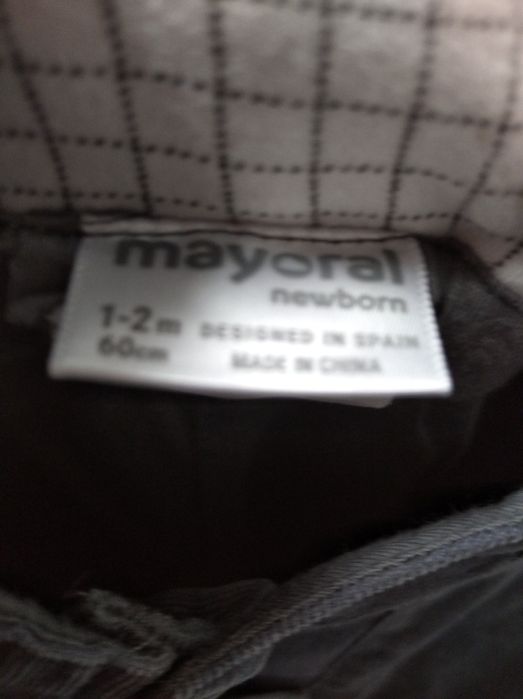 mayoral
newborn
1-2m DESIGNED IN SPAIN
60cm MADE IN CHINA